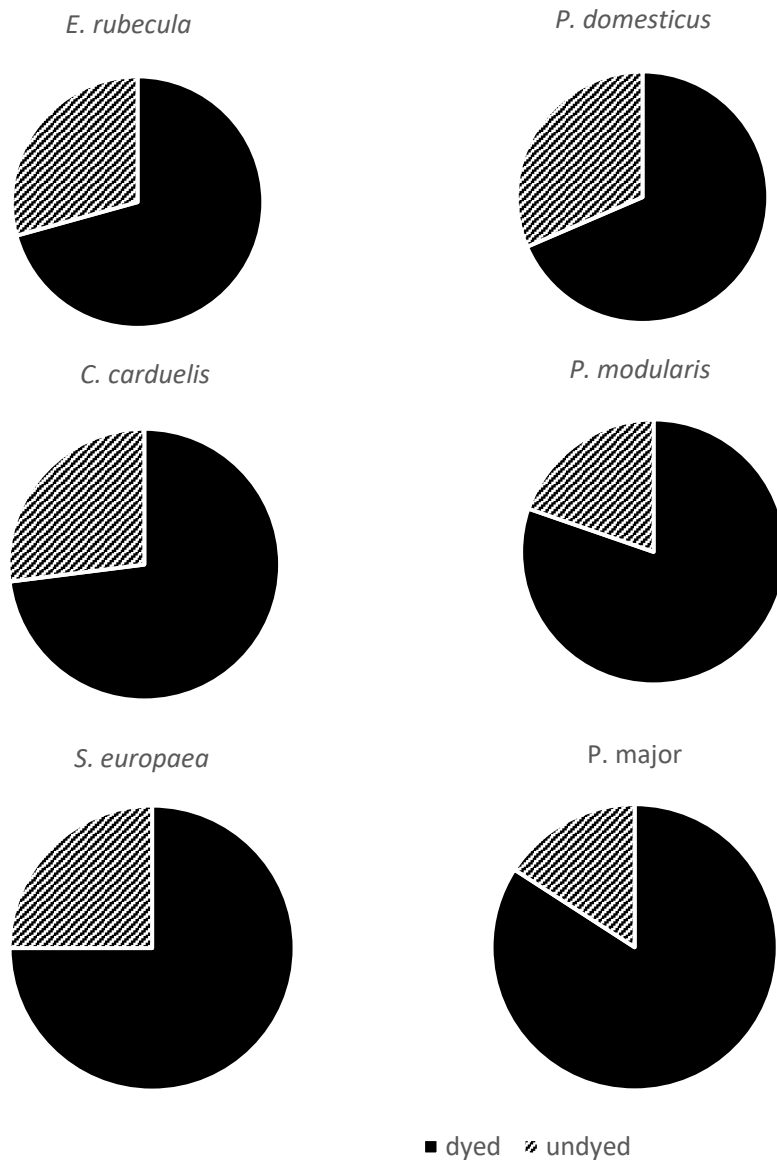 E. rubecula
P. domesticus
C. carduelis
P. modularis
S. europaea
P. major
dyed undyed